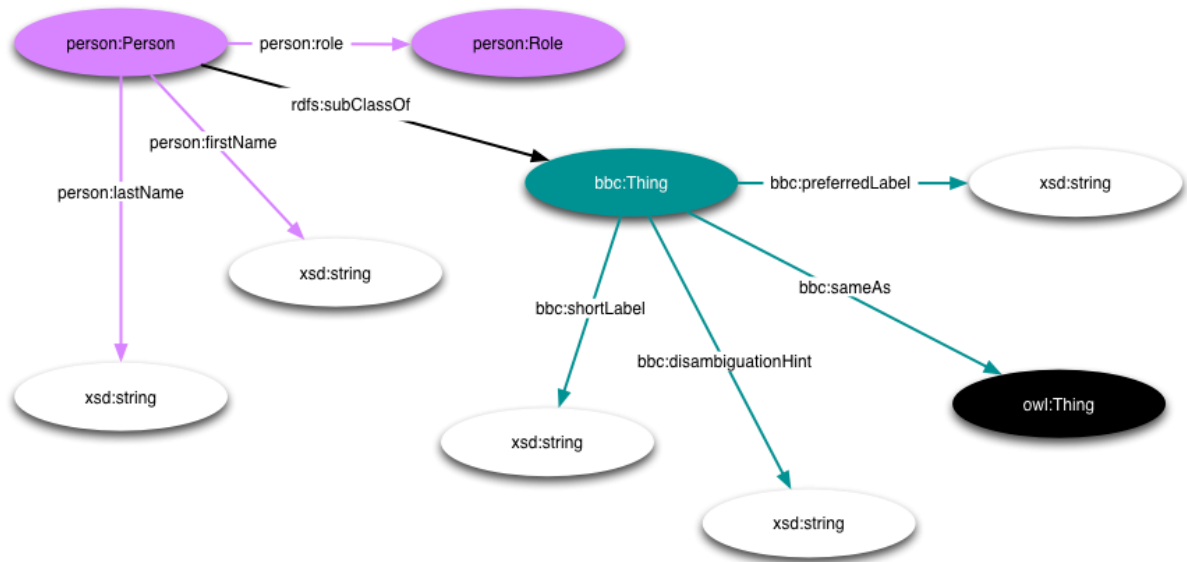 person:Person
person:role
person:Role
rdfs:subClassOf
person:firstName
person:lastName
bbc:Thing
bbc:preferredLabel
xsd:string
xsd:string
bbc:sameAs
bbc:shortLabel
bbc:disambiguationHint
xsd:string
owl:Thing
xsd:string
xsd:string